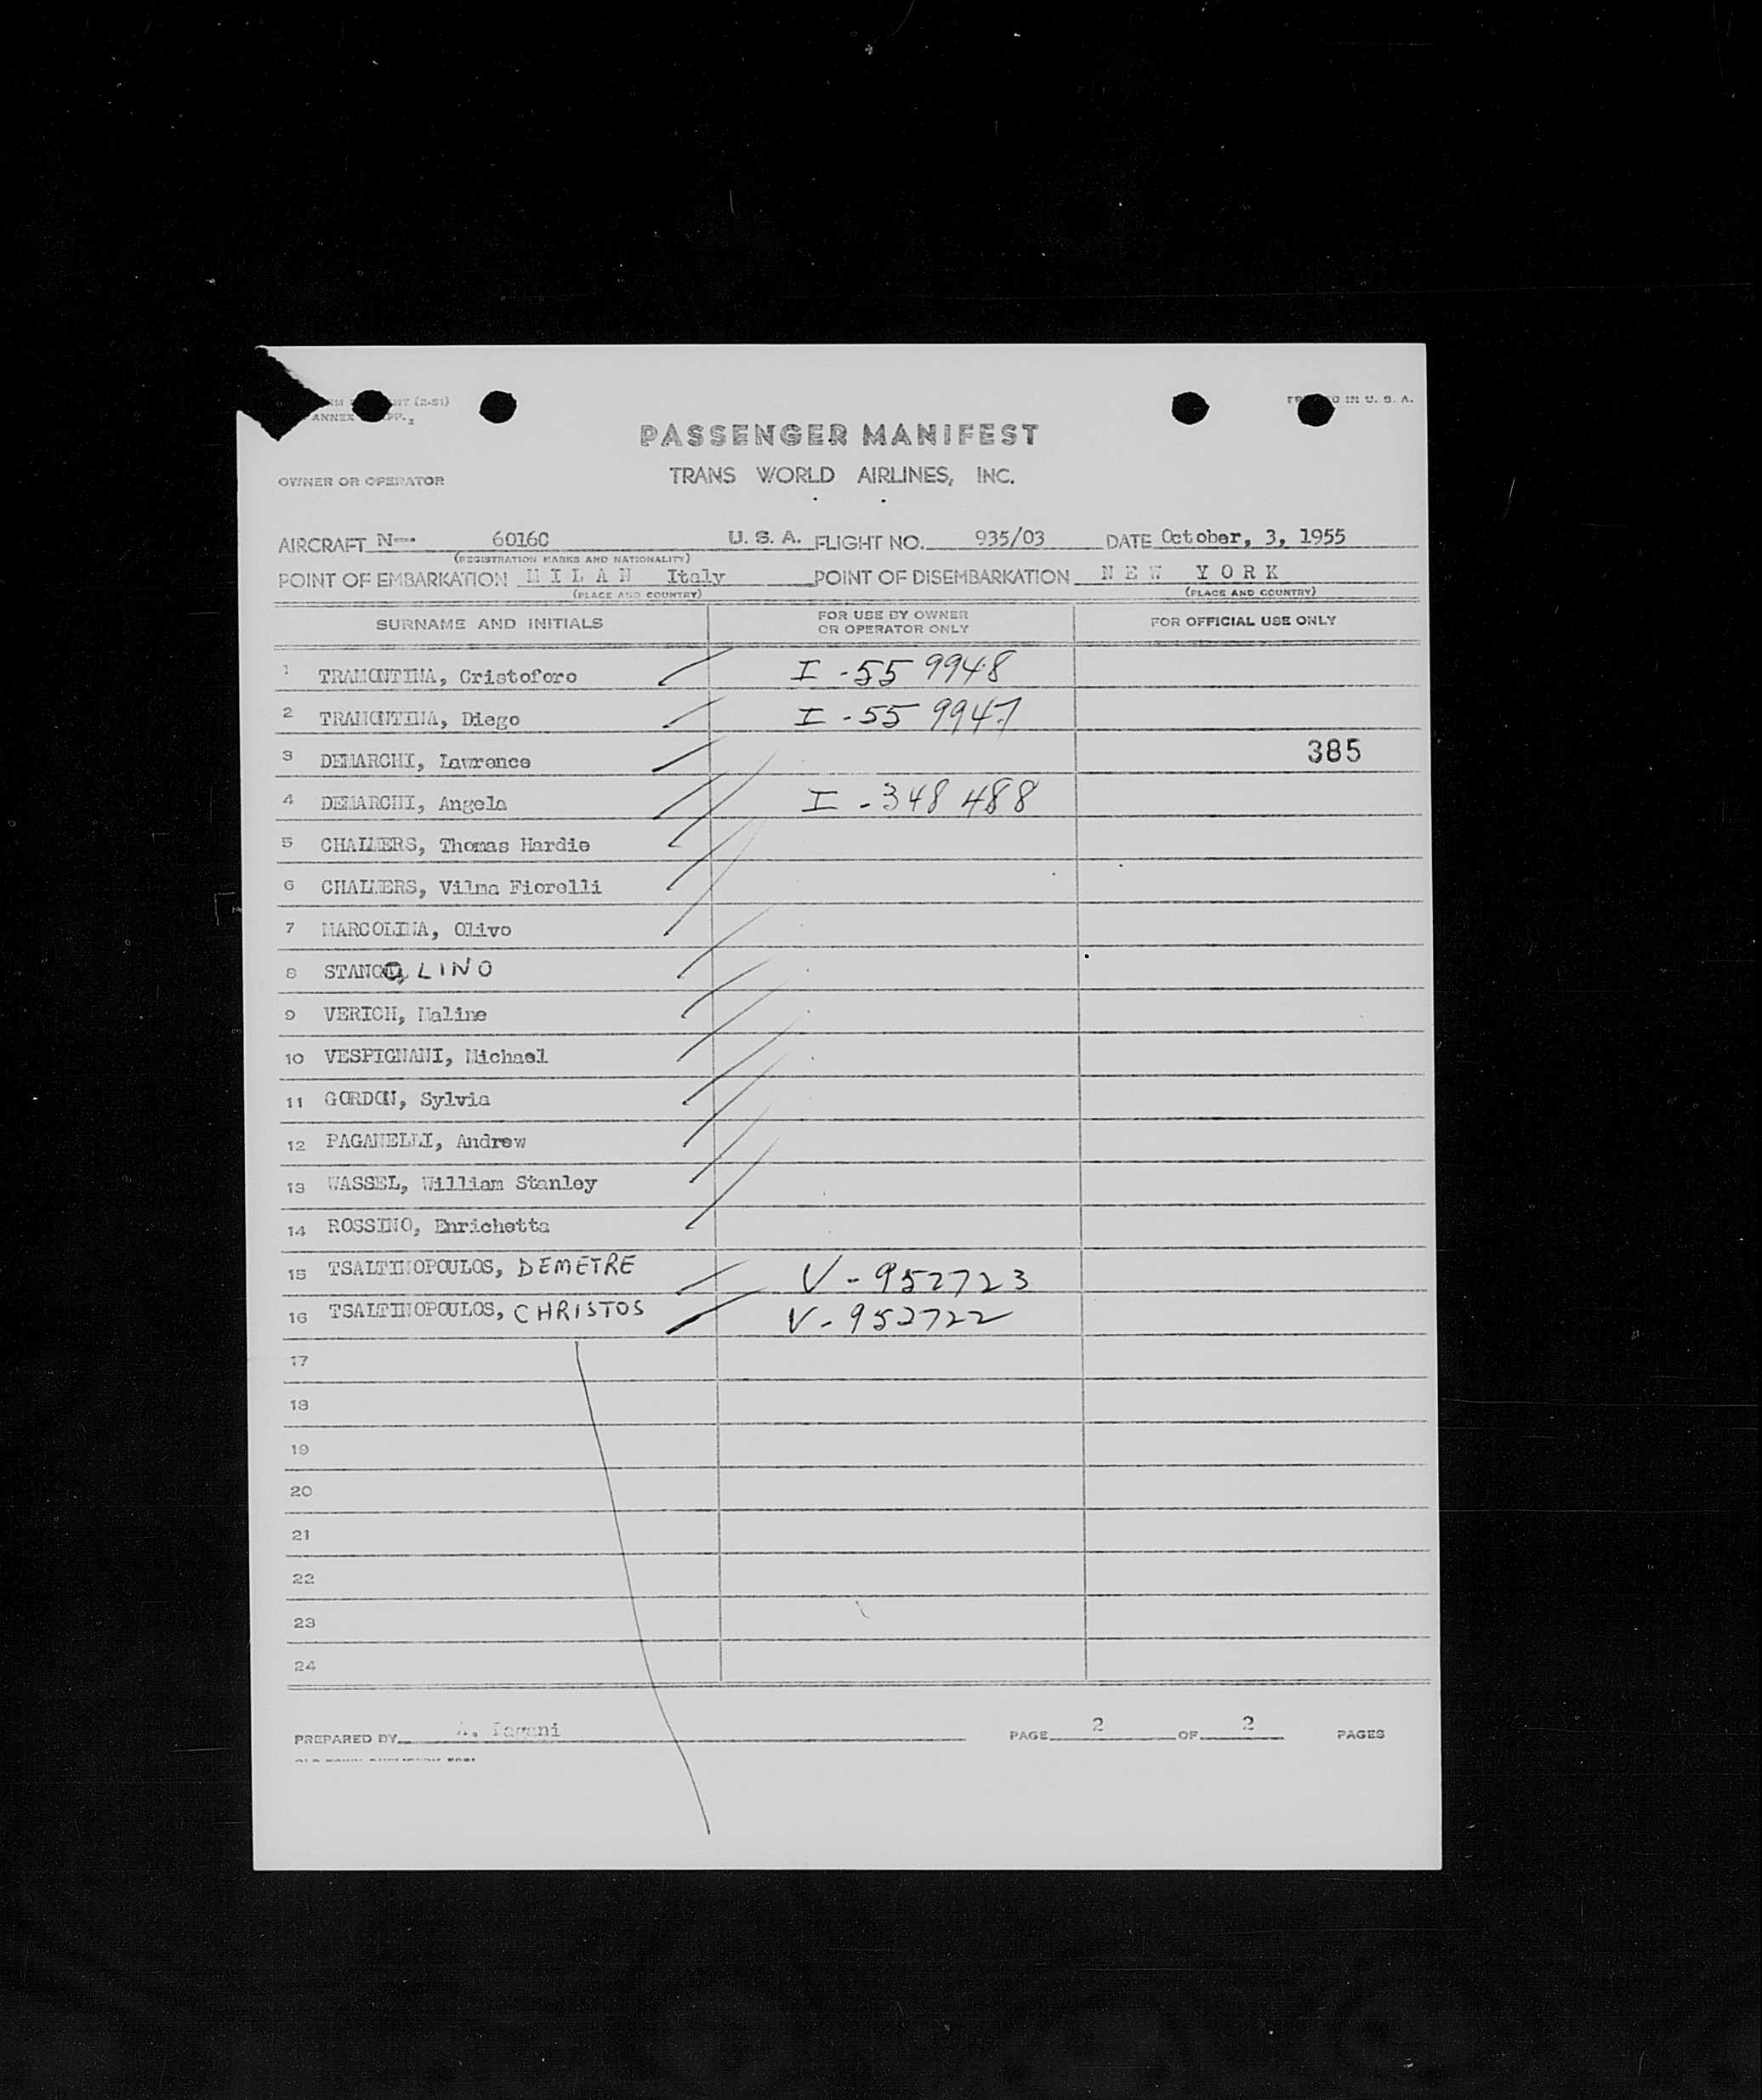 PRINTED IN U. S. A.
ANNEX
PASSENGER MANIFEST
OWNER OR OPERATOR
TRANS WORLD AIRLINES, INC.
AIRCRAFT N-- 6016C U. S. A. FLIGHT NO. 935/03 DATE October, 3, 1955
(REGISTRATION MARKS AND NATIONALITY)
POINT OF EMBARKATION M I L A N Italy POINT OF DISEMBARKATION N E W Y O R K
(PLACE AND COUNTRY) (PLACE AND COUNTRY)
SURNAME AND INITIALS FOR USE BY OWNER OR OPERATOR ONLY FOR OFFICIAL USE ONLY
1 TRAMONTINA, Cristoforo I - 55 9948
2 TRAMONTINA, Diego I - 55 9947
3 DEMARCHI, Lawrence 385
4 DEMARCHI, Angela I - 348 488
5 CHALMERS, Thomas Hardie
6 CHALMERS, Vilma Fiorelli
7 MARCOLINA, Olivo
8 LINO
9 VERICH, Maline
10 VESPIGNANI, Michael
11 GORDON, Sylvia
12 PAGANELLI, Andrew
13 WASSEL, William Stanley
14 ROSSINO, Enrichetta
15 TSALTINOPOULOS, DEMETRE V - 952723
16 TSALTINOPOULOS, CHRISTOS V - 952722
17
18
19
20
21
22
23
24
PREPARED BY A. PAGE 2 OF 2 PAGES